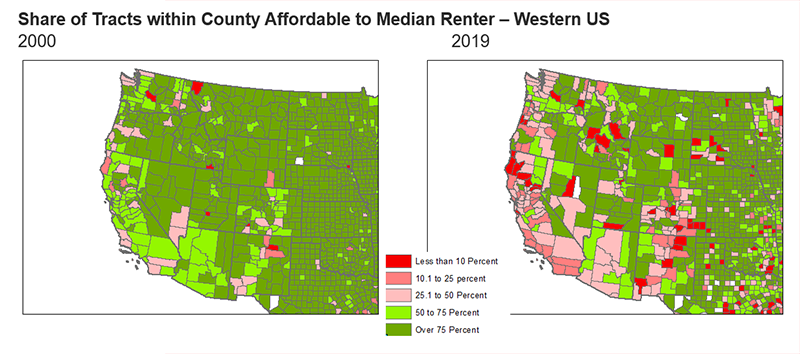 Share of Tracts within County Affordable to Median Renter – Western US
2000
2019
Less than 10 Percent
10.1 to 25 percent
25.1 to 50 Percent
50 to 75 Percent
Over 75 Percent